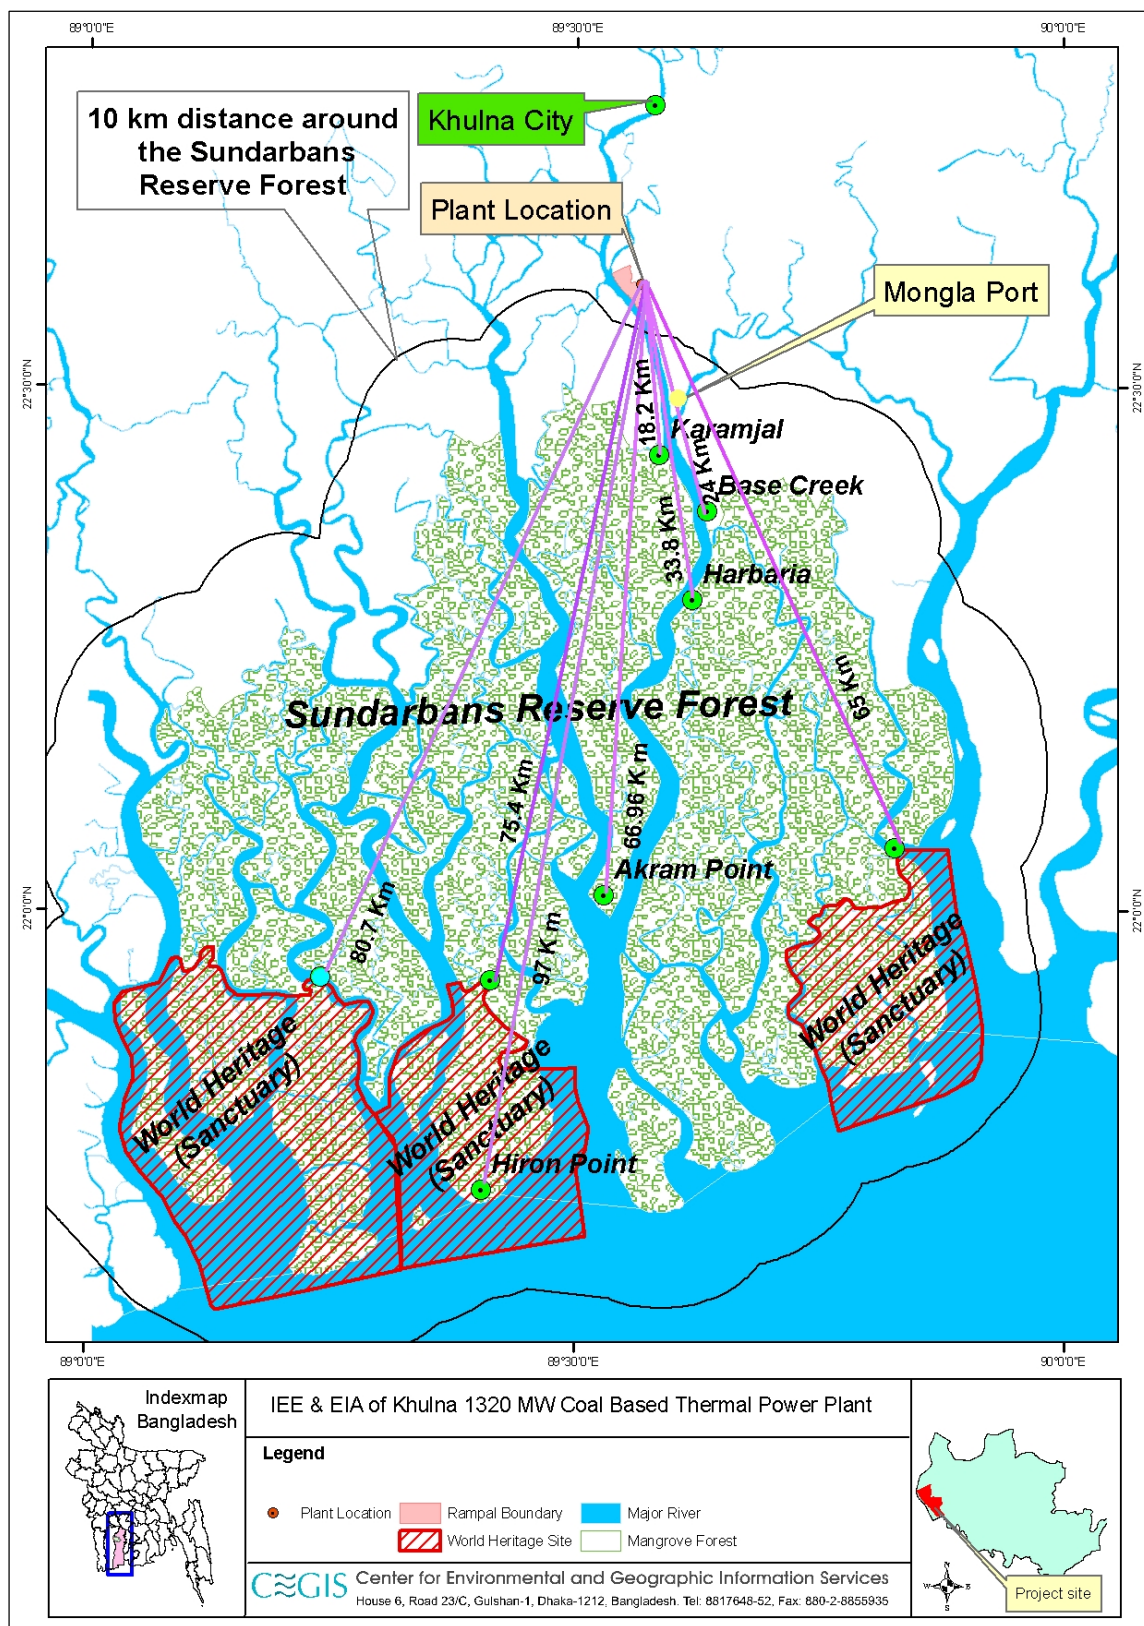 89°0'0"E
89°30'0"E
90°0'0"E
10 km distance around
the Sundarbans
Reserve Forest
Khulna City
Plant Location
Mongla Port
22°30'0"N
22°30'0"N
18.2 Km
Karamjal
24 Km
Base Creek
33.8 Km
Harbaria
65 Km
Sundarbans Reserve Forest
75.4 Km
66.96 K m
Akram Point
80.7 Km
97 K m
22°0'0"N
22°0'0"N
World Heritage
(Sanctuary)
World Heritage
(Sanctuary)
World Heritage
(Sanctuary)
Hiron Point
89°0'0"E
89°30'0"E
90°0'0"E
Indexmap
Bangladesh
IEE & EIA of Khulna 1320 MW Coal Based Thermal Power Plant
Legend
Plant Location
Rampal Boundary
Major River
World Heritage Site
Mangrove Forest
CEGIS Center for Environmental and Geographic Information Services
House 6, Road 23/C, Gulshan-1, Dhaka-1212, Bangladesh. Tel: 8817648-52, Fax: 880-2-8855935
N
W
E
S
Project site